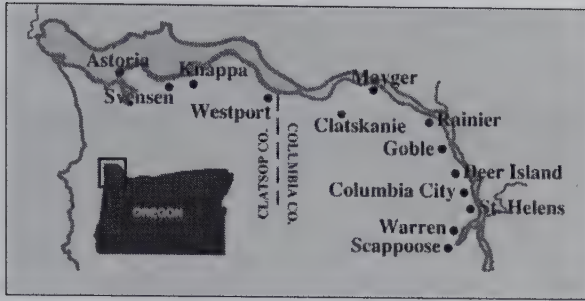 Astoria
Knappa
Svensen
Westport
Mayger
Clatskanie
Rainier
Goble
Deer Island
Columbia City
St. Helens
Warren
Scappoose
CLATSOP CO.
COLUMBIA CO.
OREGON